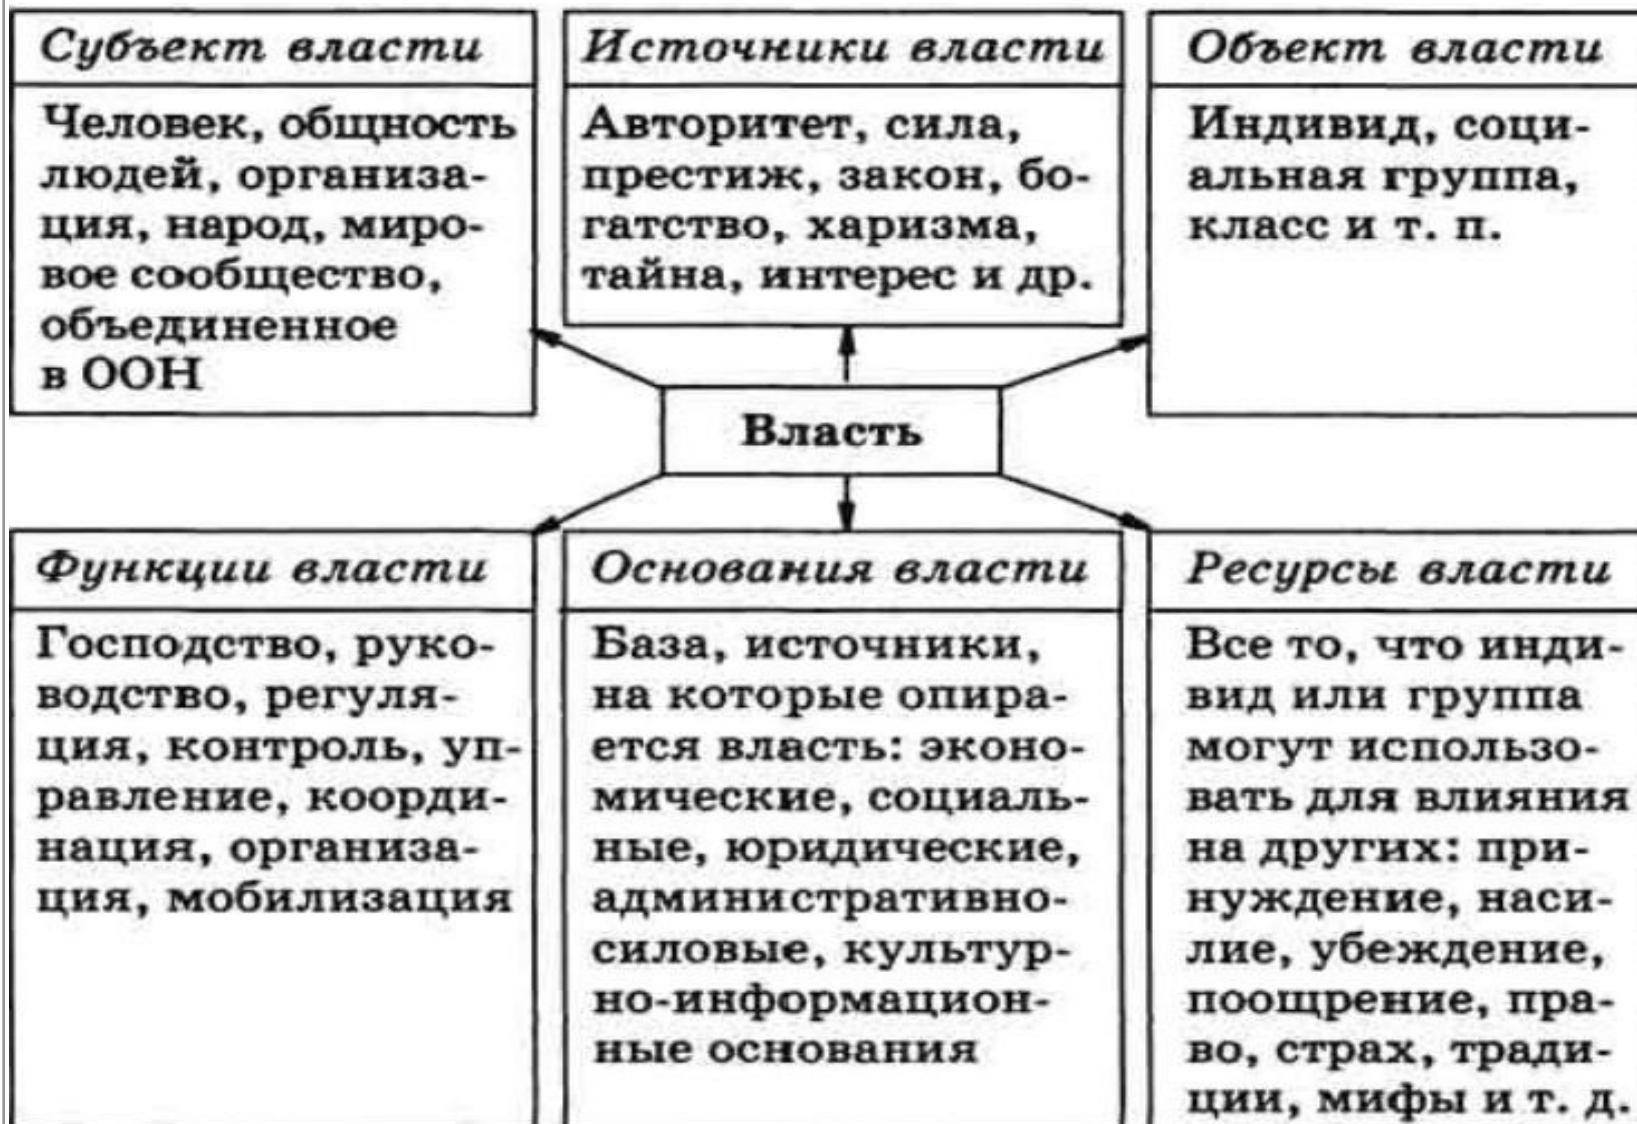 Субъект власти
Человек, общность
людей, организа-
ция, народ, миро-
вое сообщество,
объединенное
в ООН
Источники власти
Авторитет, сила,
престиж, закон, бо-
гатство, харизма,
тайна, интерес и др.
Объект власти
Индивид, соци-
альная группа,
класс и т. п.
Власть
Функции власти
Господство, руко-
водство, регуля-
ция, контроль, уп-
равление, коорди-
нация, организа-
ция, мобилизация
Основания власти
База, источники,
на которые опира-
ется власть: эконо-
мические, социаль-
ные, юридические,
административно-
силовые, культур-
но-информацион-
ные основания
Ресурсы власти
Все то, что инди-
вид или группа
могут использо-
вать для влияния
на других: при-
нуждение, наси-
лие, убеждение,
поощрение, пра-
во, страх, тради-
ции, мифы и т. д.